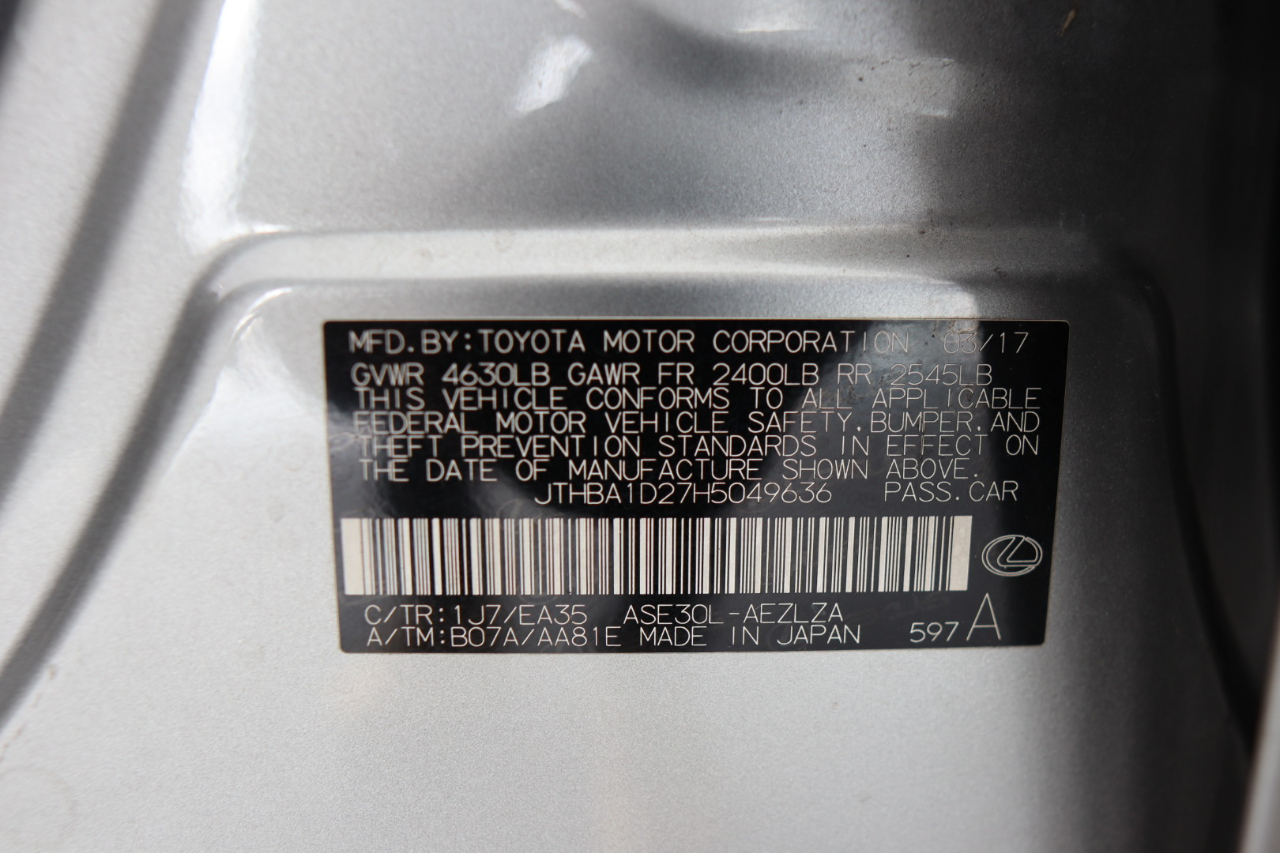 MFD.BY:TOYOTA MOTOR CORPORATION 03/17
GVWR 4630LB GAWR FR 2400LB RR 2545LB
THIS VEHICLE CONFORMS TO ALL APPLICABLE
FEDERAL MOTOR VEHICLE SAFETY.BUMPER.AND
THEFT PREVENTION STANDARDS IN EFFECT ON
THE DATE OF MANUFACTURE SHOWN ABOVE.
JTHBA1D27H5049636 PASS.CAR
C/TR:1J7/EA35 ASE30L-AEZLZA
A/TM:B07A/AA81E MADE IN JAPAN 597 A